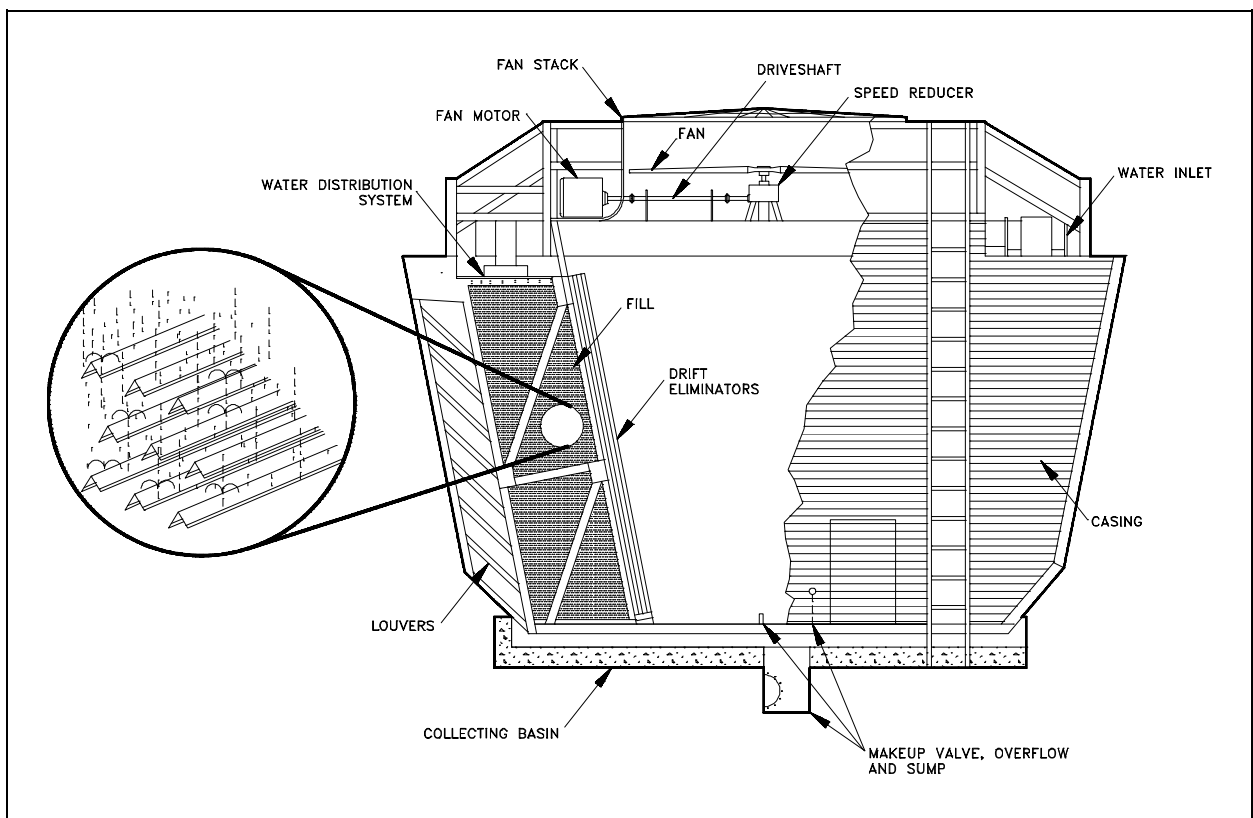 FAN STACK
DRIVESHAFT
SPEED REDUCER
FAN MOTOR
FAN
WATER INLET
WATER DISTRIBUTION
SYSTEM
FILL
DRIFT
ELIMINATORS
CASING
LOUVERS
COLLECTING BASIN
MAKEUP VALVE, OVERFLOW
AND SUMP